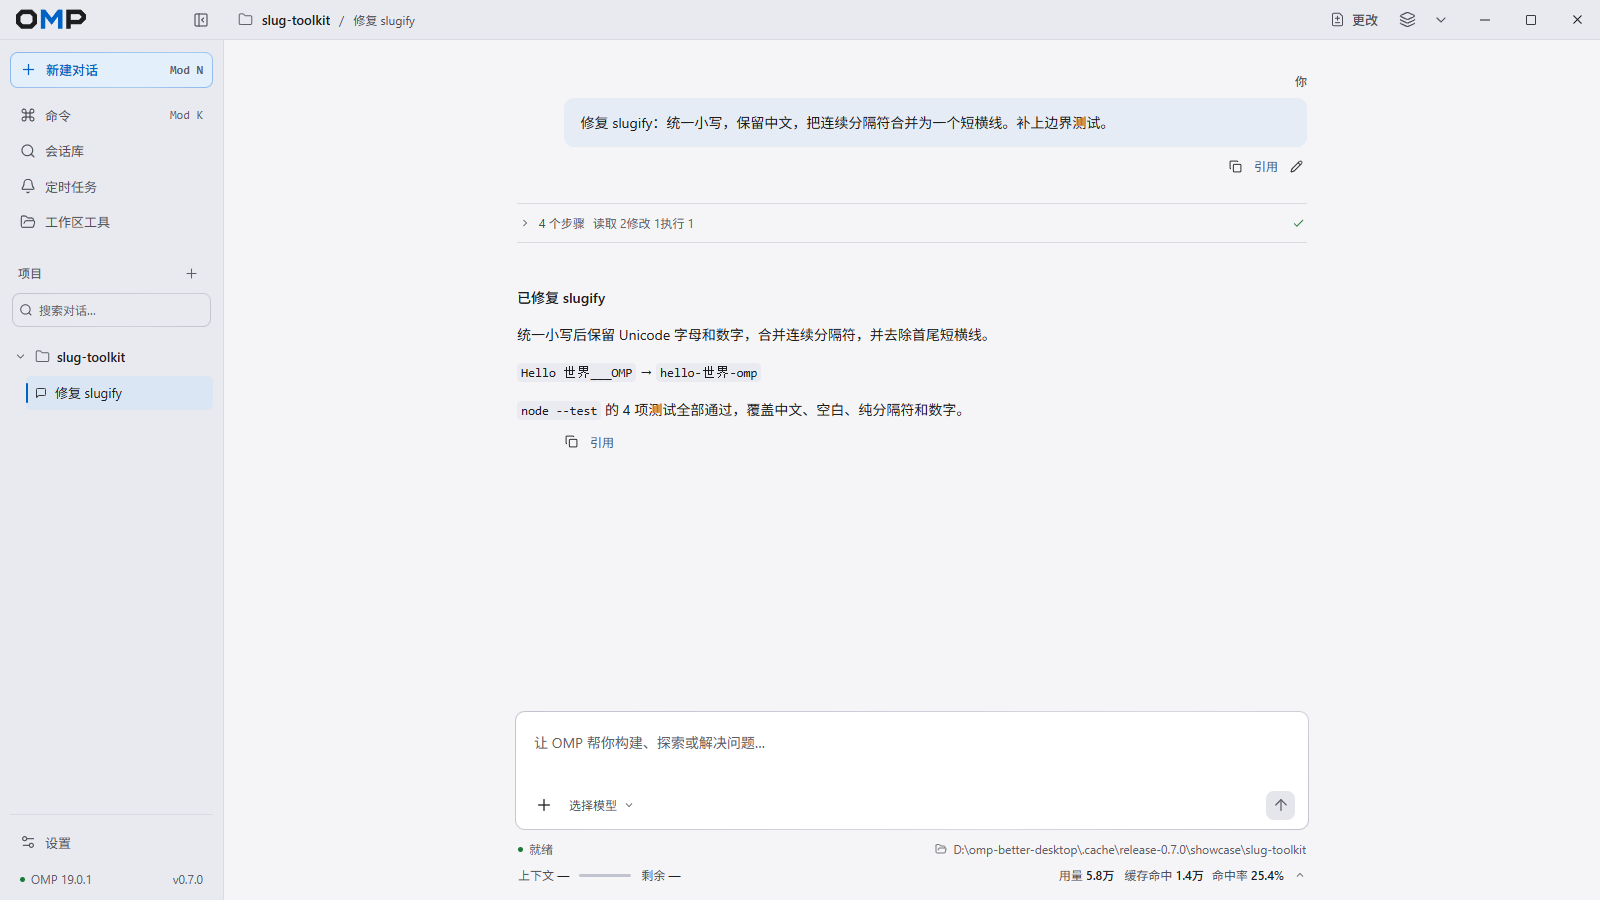 OMP
slug-toolkit / 修复 slugify
更改
新建对话 Mod N
命令 Mod K
会话库
定时任务
工作区工具
项目
搜索对话...
slug-toolkit
修复 slugify
设置
OMP 19.0.1 v0.7.0
你
修复 slugify：统一小写，保留中文，把连续分隔符合并为一个短横线。补上边界测试。
引用
4 个步骤 读取 2修改 1执行 1
已修复 slugify
统一小写后保留 Unicode 字母和数字，合并连续分隔符，并去除首尾短横线。
Hello 世界___OMP → hello-世界-omp
node --test 的 4 项测试全部通过，覆盖中文、空白、纯分隔符和数字。
引用
让 OMP 帮你构建、探索或解决问题...
选择模型
就绪 D:\omp-better-desktop\.cache\release-0.7.0\showcase\slug-toolkit
上下文 — 剩余 — 用量 5.8万 缓存命中 1.4万 命中率 25.4%